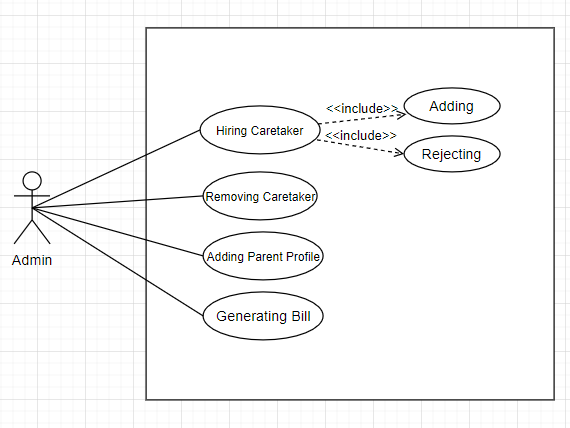 <<include>>
Adding
Hiring Caretaker
<<include>>
Rejecting
Removing Caretaker
Admin
Adding Parent Profile
Generating Bill